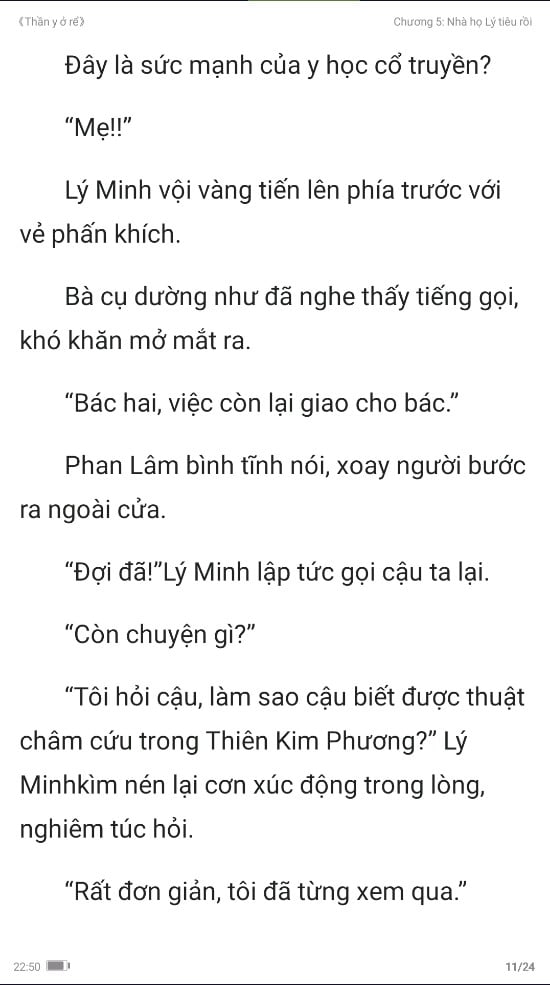 《Thần y ở rể》
Chương 5: Nhà họ Lý tiêu rồi
Đây là sức mạnh của y học cổ truyền?
“Mẹ!!”
Lý Minh vội vàng tiến lên phía trước với
vẻ phấn khích.
Bà cụ dường như đã nghe thấy tiếng gọi,
khó khăn mở mắt ra.
“Bác hai, việc còn lại giao cho bác.”
Phan Lâm bình tĩnh nói, xoay người bước
ra ngoài cửa.
“Đợi đã!”Lý Minh lập tức gọi cậu ta lại.
“Còn chuyện gì?”
“Tôi hỏi cậu, làm sao cậu biết được thuật
châm cứu trong Thiên Kim Phương?” Lý
Minhkìm nén lại cơn xúc động trong lòng,
nghiêm túc hỏi.
“Rất đơn giản, tôi đã từng xem qua.”
22:50
11/24